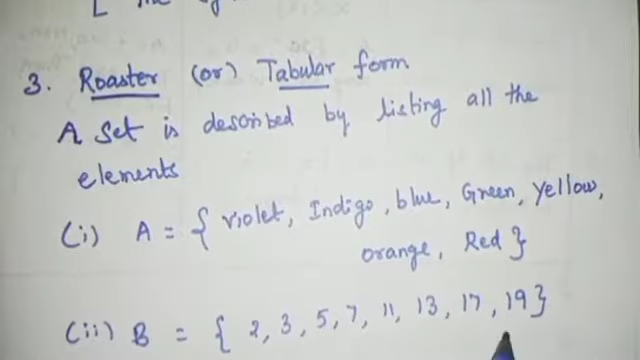 3. Roaster (or) Tabular form
A set is described by listing all the
elements
(i) A = { violet, Indigo, blue, Green, yellow,
orange, Red }
(ii) B = { 2, 3, 5, 7, 11, 13, 17, 19 }